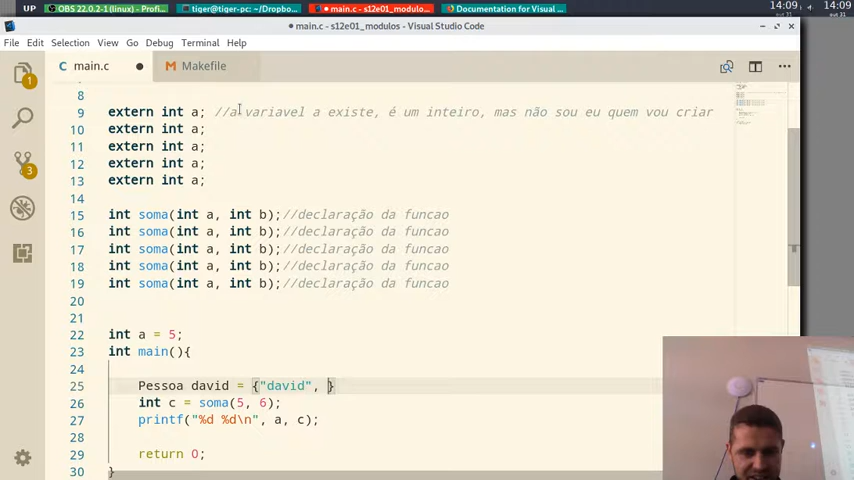 UP OBS 22.0.2-1 (linux) - Profi... tiger@tiger-pc: ~/Dropbo... main.c - s12e01_modulo... Documentation for Visual ... 14:09 14:09
main.c - s12e01_modulos - Visual Studio Code
File Edit Selection View Go Debug Terminal Help
main.c Makefile
1
8
9 extern int a; //a variavel a existe, é um inteiro, mas não sou eu quem vou criar
10 extern int a;
11 extern int a;
12 extern int a;
13 extern int a;
14
15 int soma(int a, int b);//declaração da funcao
16 int soma(int a, int b);//declaração da funcao
17 int soma(int a, int b);//declaração da funcao
18 int soma(int a, int b);//declaração da funcao
19 int soma(int a, int b);//declaração da funcao
20
21
22 int a = 5;
23 int main(){
24
25 Pessoa david = {"david", }
26 int c = soma(5, 6);
27 printf("%d %d\n", a, c);
28
29 return 0;
30 }
3